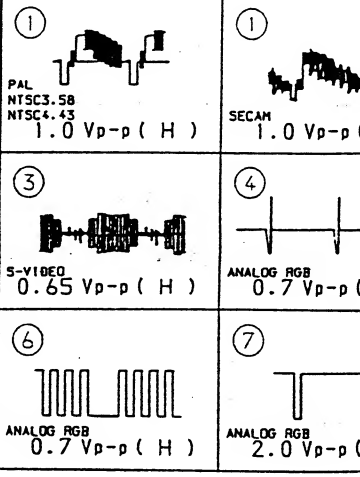 1
PAL
NTSC3.58
NTSC4.43
1.0 Vp-p ( H )
1
SECAM
1.0 Vp-p (
3
S-VIDEO
0.65 Vp-p ( H )
4
ANALOG RGB
0.7 Vp-p (
6
ANALOG RGB
0.7 Vp-p ( H )
7
ANALOG RGB
2.0 Vp-p (